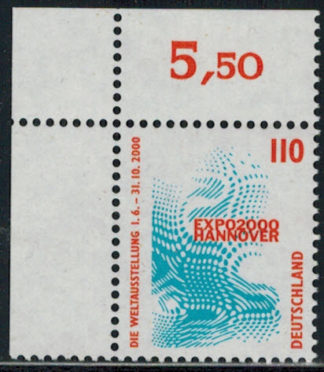 5,50
110
DIE WELTAUSSTELLUNG 1.6. – 31.10.2000
EXPO2000
HANNOVER
DEUTSCHLAND